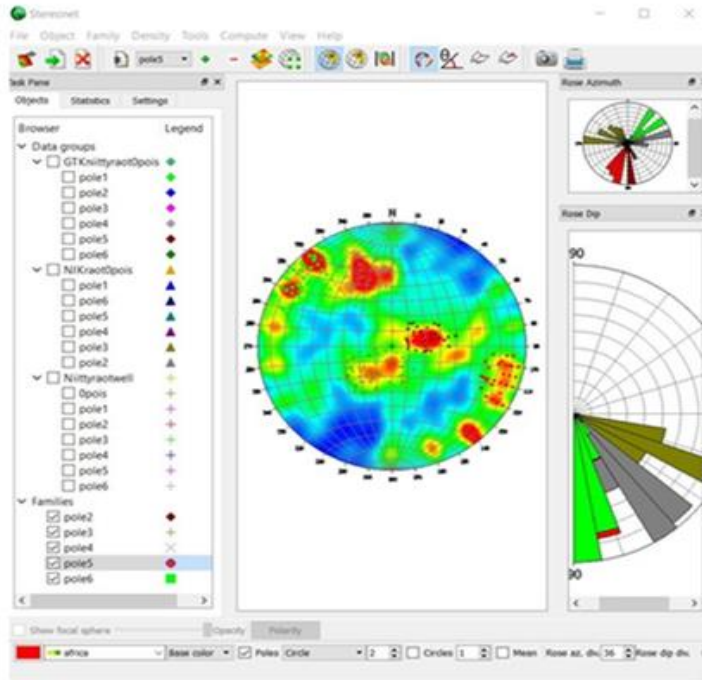 Stereonet
File Object Family Density Tools Compute View Help
pole5
Task Pane
Objects Statistics Settings
Browser Legend
Data groups
GTKniittyraot0pois
pole1
pole2
pole3
pole4
pole5
pole6
NIKraot0pois
pole1
pole6
pole5
pole4
pole3
pole2
Niittyraotwell
0pois
pole1
pole2
pole3
pole4
pole5
pole6
Families
pole2
pole3
pole4
pole5
pole6
N
Rose Azimuth
Rose Dip
90
90
Show focal sphere Opacity Polarity
africa Base color Poles Circle 2 Circles 1 Mean Rose az. div. 36 Rose dip div.